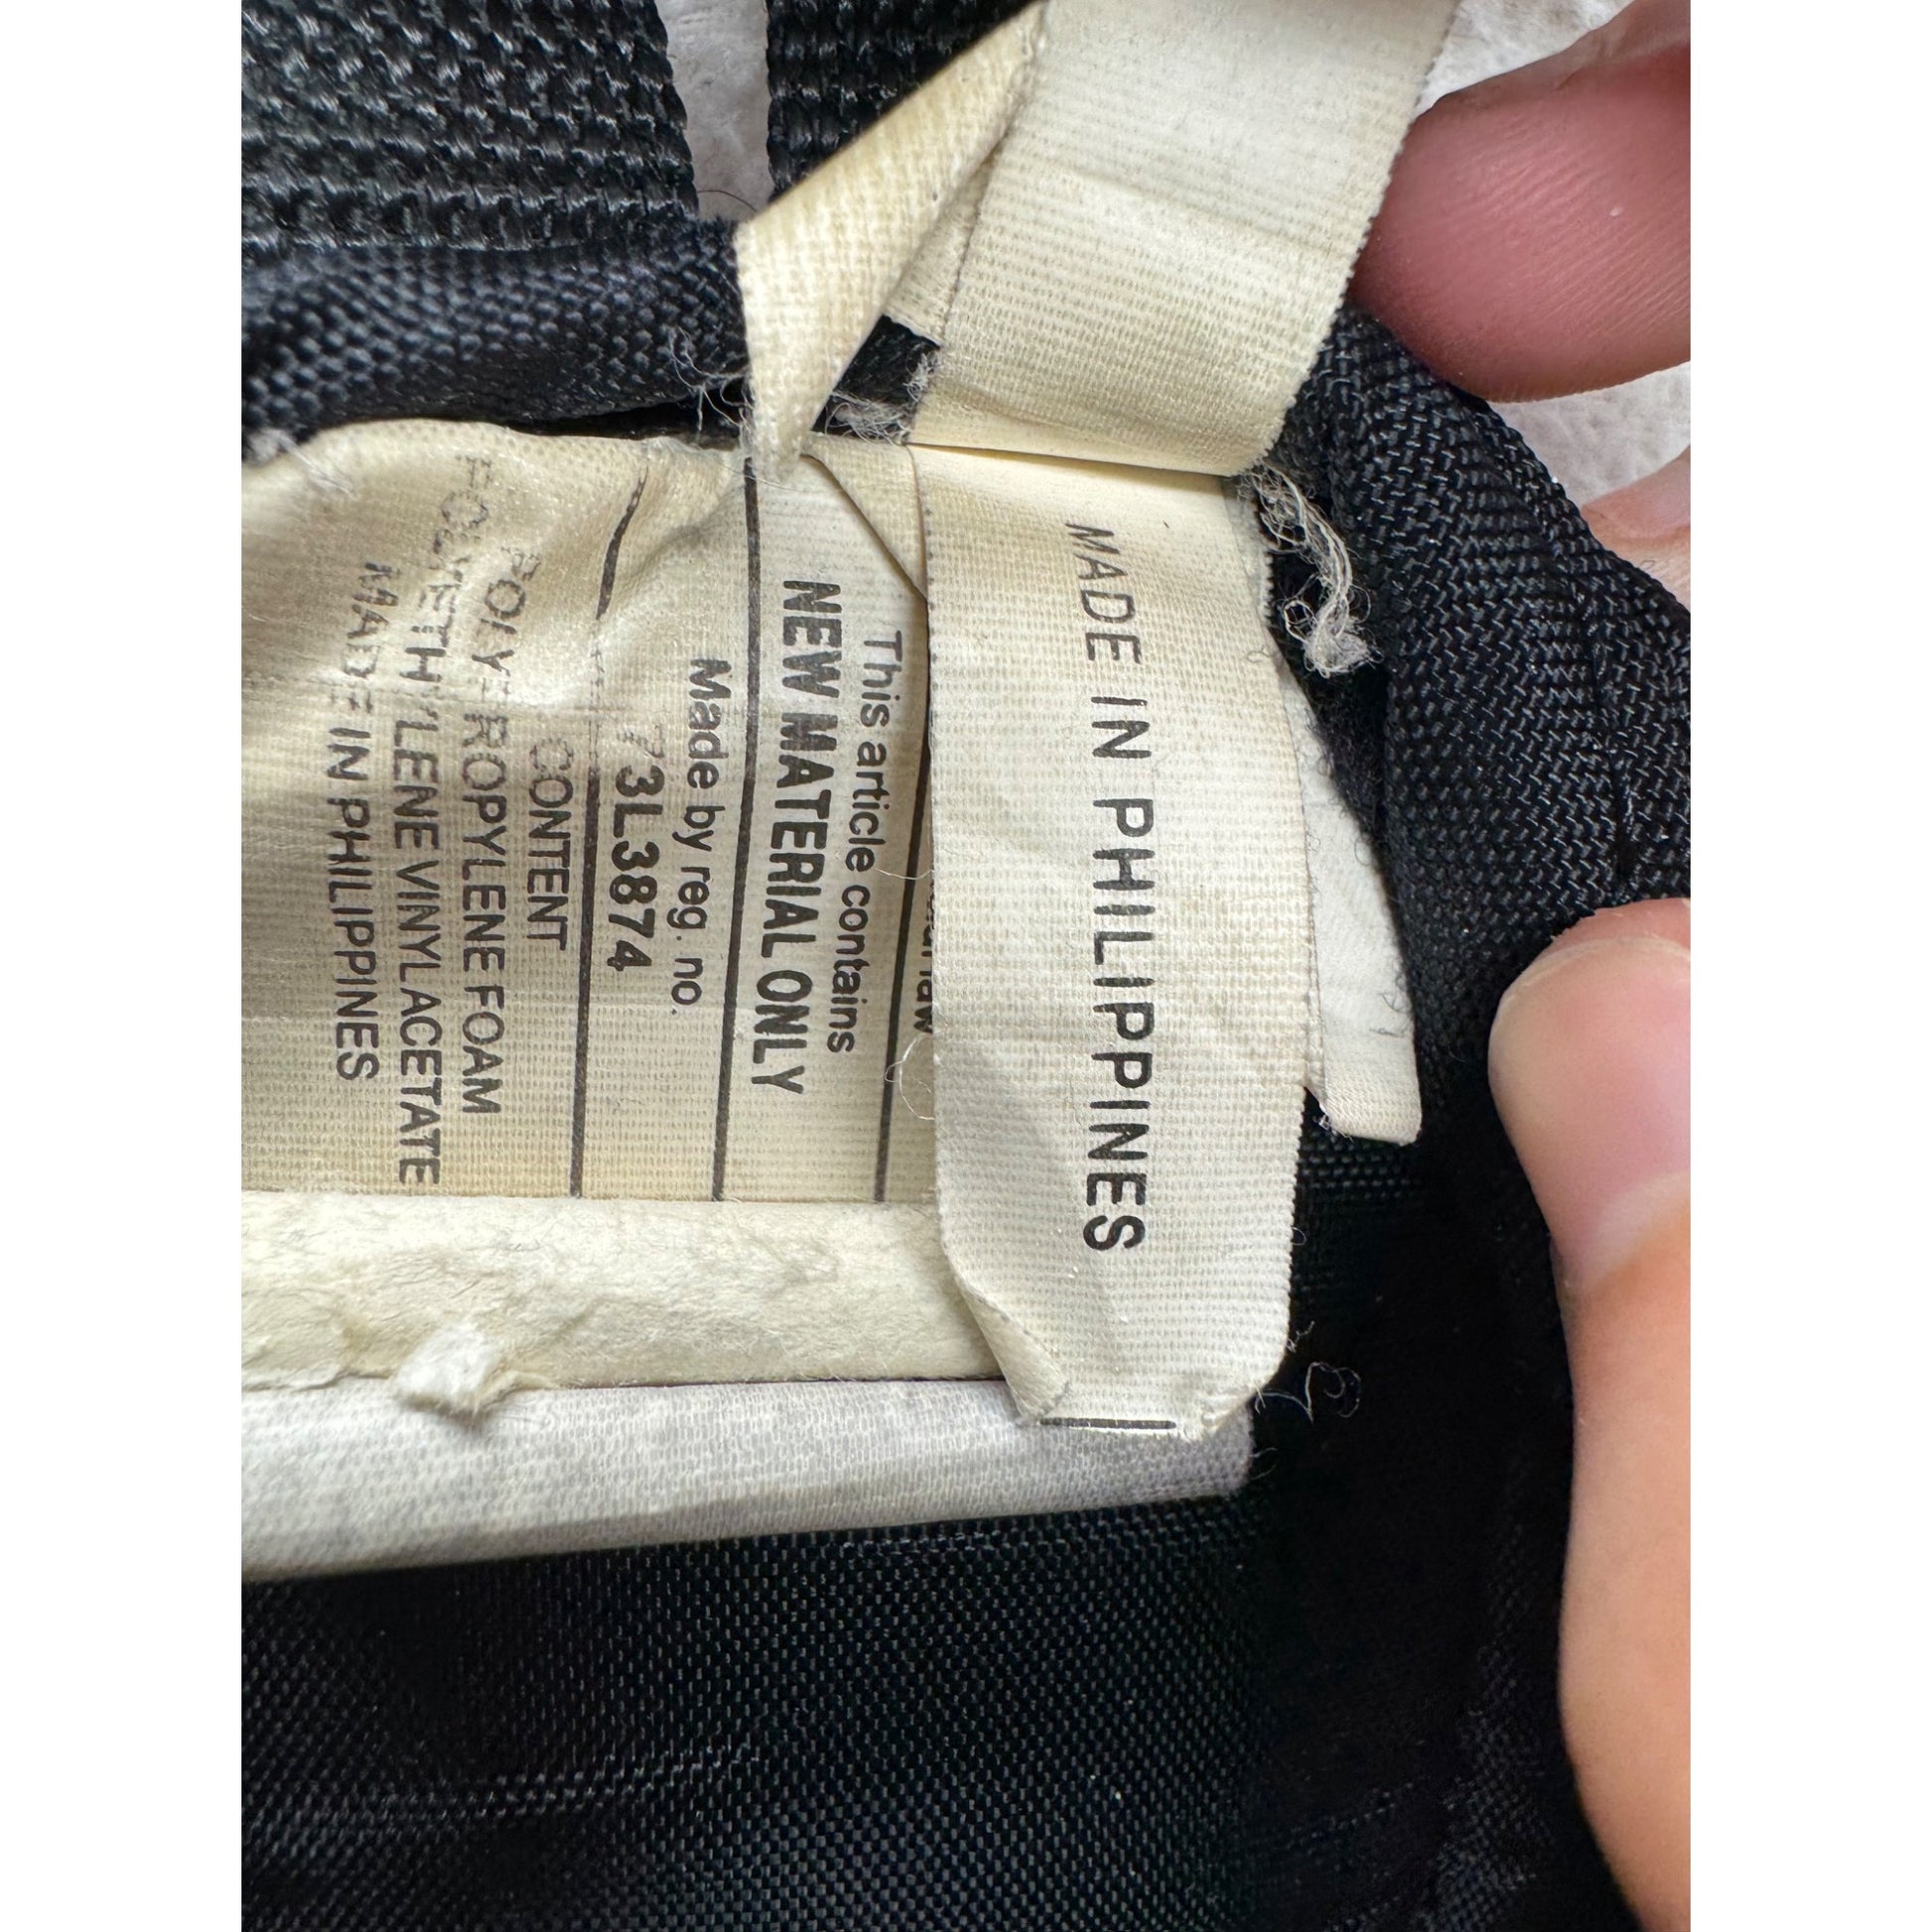 MADE IN PHILIPPINES
This article contains
NEW MATERIAL ONLY
Made by reg. no.
73L3874
CONTENT
POLYPROPYLENE FOAM
POLYETHYLENE VINYLACETATE
MADE IN PHILIPPINES